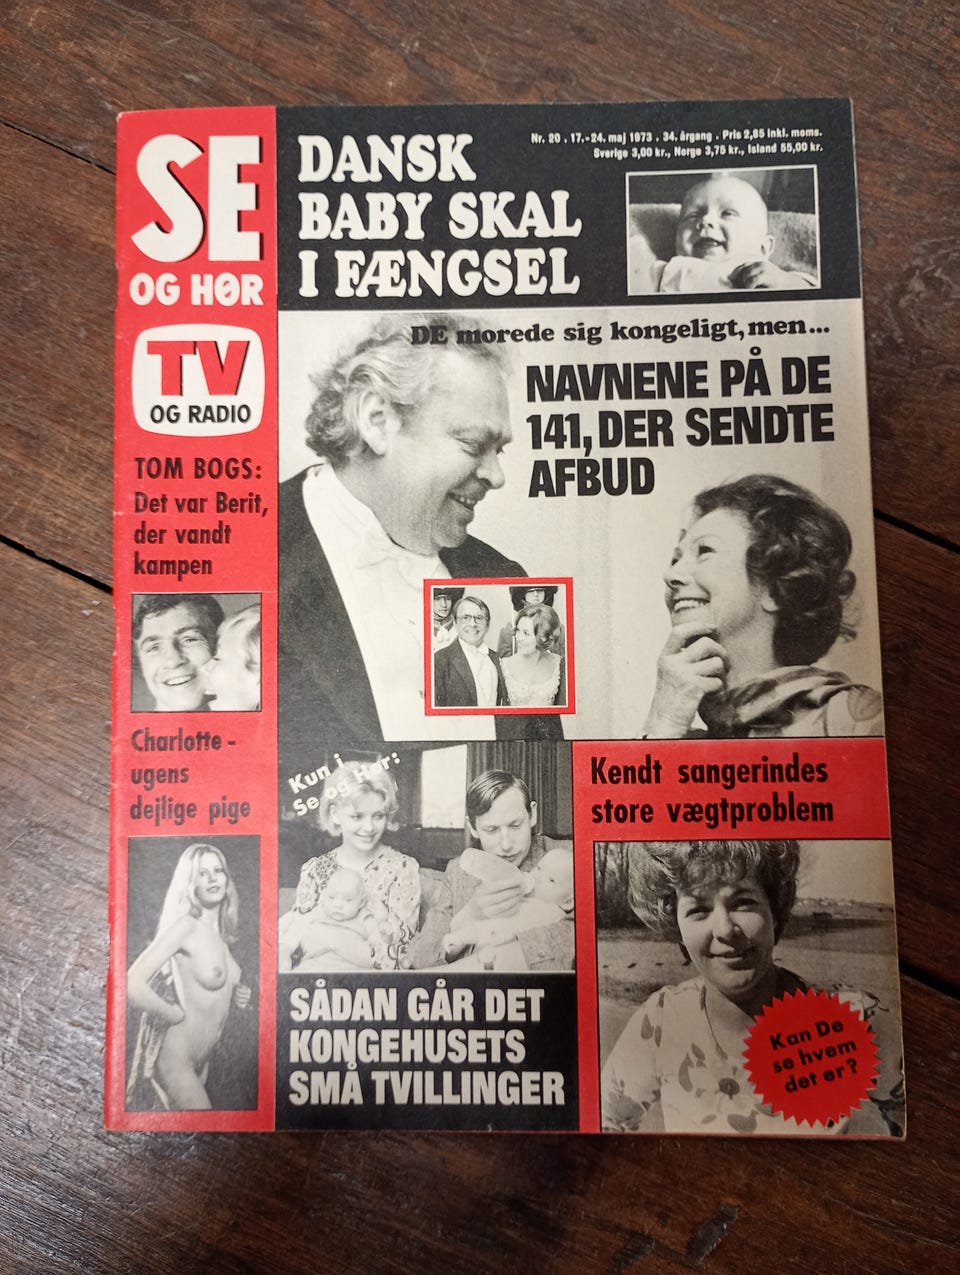 SE
OG HØR
TV
OG RADIO
TOM BOGS:
Det var Berit,
der vandt
kampen
Charlotte -
ugens
dejlige pige
DANSK
BABY SKAL
I FÆNGSEL
Nr. 20 . 17.-24. maj 1973 . 34. årgang . Pris 2,85 inkl. moms.
Sverige 3,00 kr., Norge 3,75 kr., Island 55,00 kr.
DE morede sig kongeligt, men...
NAVNENE PÅ DE
141, DER SENDTE
AFBUD
Kun i
Se og Hør:
SÅDAN GÅR DET
KONGEHUSETS
SMÅ TVILLINGER
Kendt sangerindes
store vægtproblem
Kan De
se hvem
det er?